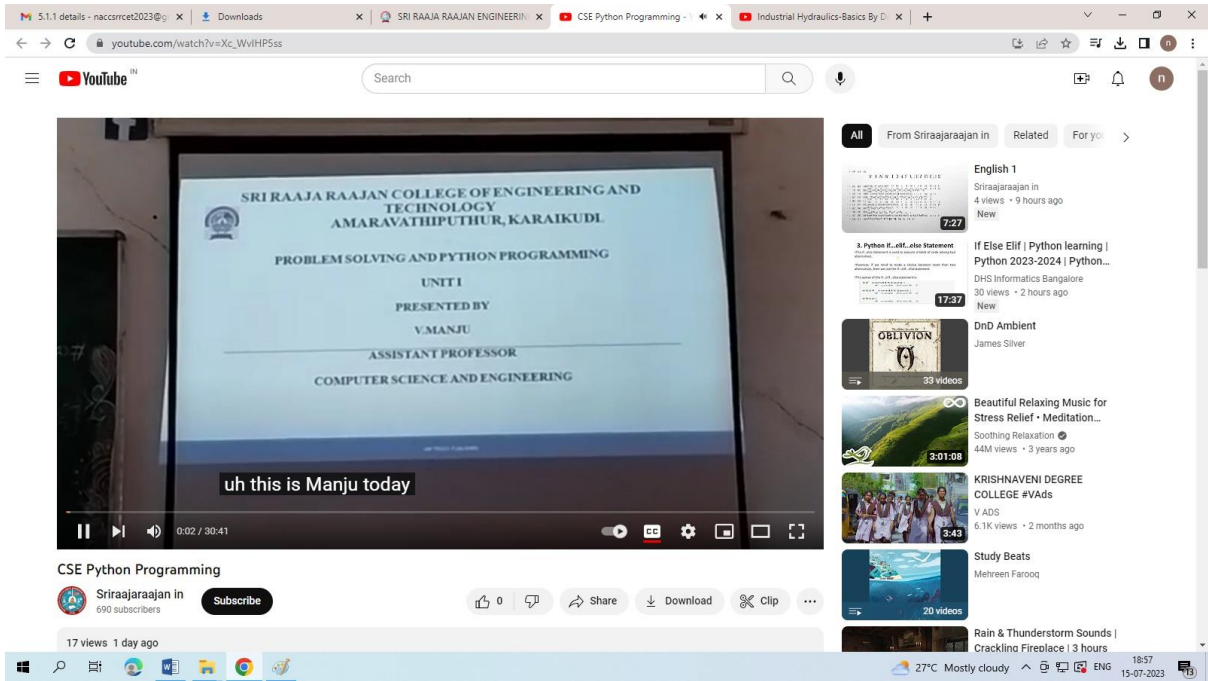 5.1.1 details - naccsrrcet2023@g
Downloads
SRI RAAJA RAAJAN ENGINEERIN
CSE Python Programming - Y
Industrial Hydraulics-Basics By D
youtube.com/watch?v=Xc_WvIHP5ss
n
YouTube IN
Search
n
SRI RAAJA RAAJAN COLLEGE OF ENGINEERING AND
TECHNOLOGY
AMARAVATHIPUTHUR, KARAIKUDI.
PROBLEM SOLVING AND PYTHON PROGRAMMING
UNIT I
PRESENTED BY
V.MANJU
ASSISTANT PROFESSOR
COMPUTER SCIENCE AND ENGINEERING
uh this is Manju today
0:02 / 30:41
CC
CSE Python Programming
Sriraajaraajan in
690 subscribers
Subscribe
0
Share
Download
Clip
17 views 1 day ago
All
From Sriraajaraajan in
Related
For yo
7:27
English 1
Sriraajaraajan in
4 views • 9 hours ago
New
3. Python if...elif...else Statement
17:37
If Else Elif | Python learning |
Python 2023-2024 | Python...
DHS Informatics Bangalore
30 views • 2 hours ago
New
OBLIVION
33 videos
DnD Ambient
James Silver
3:01:08
Beautiful Relaxing Music for
Stress Relief • Meditation...
Soothing Relaxation
44M views • 3 years ago
3:43
KRISHNAVENI DEGREE
COLLEGE #VAds
V ADS
6.1K views • 2 months ago
20 videos
Study Beats
Mehreen Farooq
Rain & Thunderstorm Sounds |
Crackling Fireplace | 3 hours
27°C Mostly cloudy
ENG
18:57
15-07-2023
13